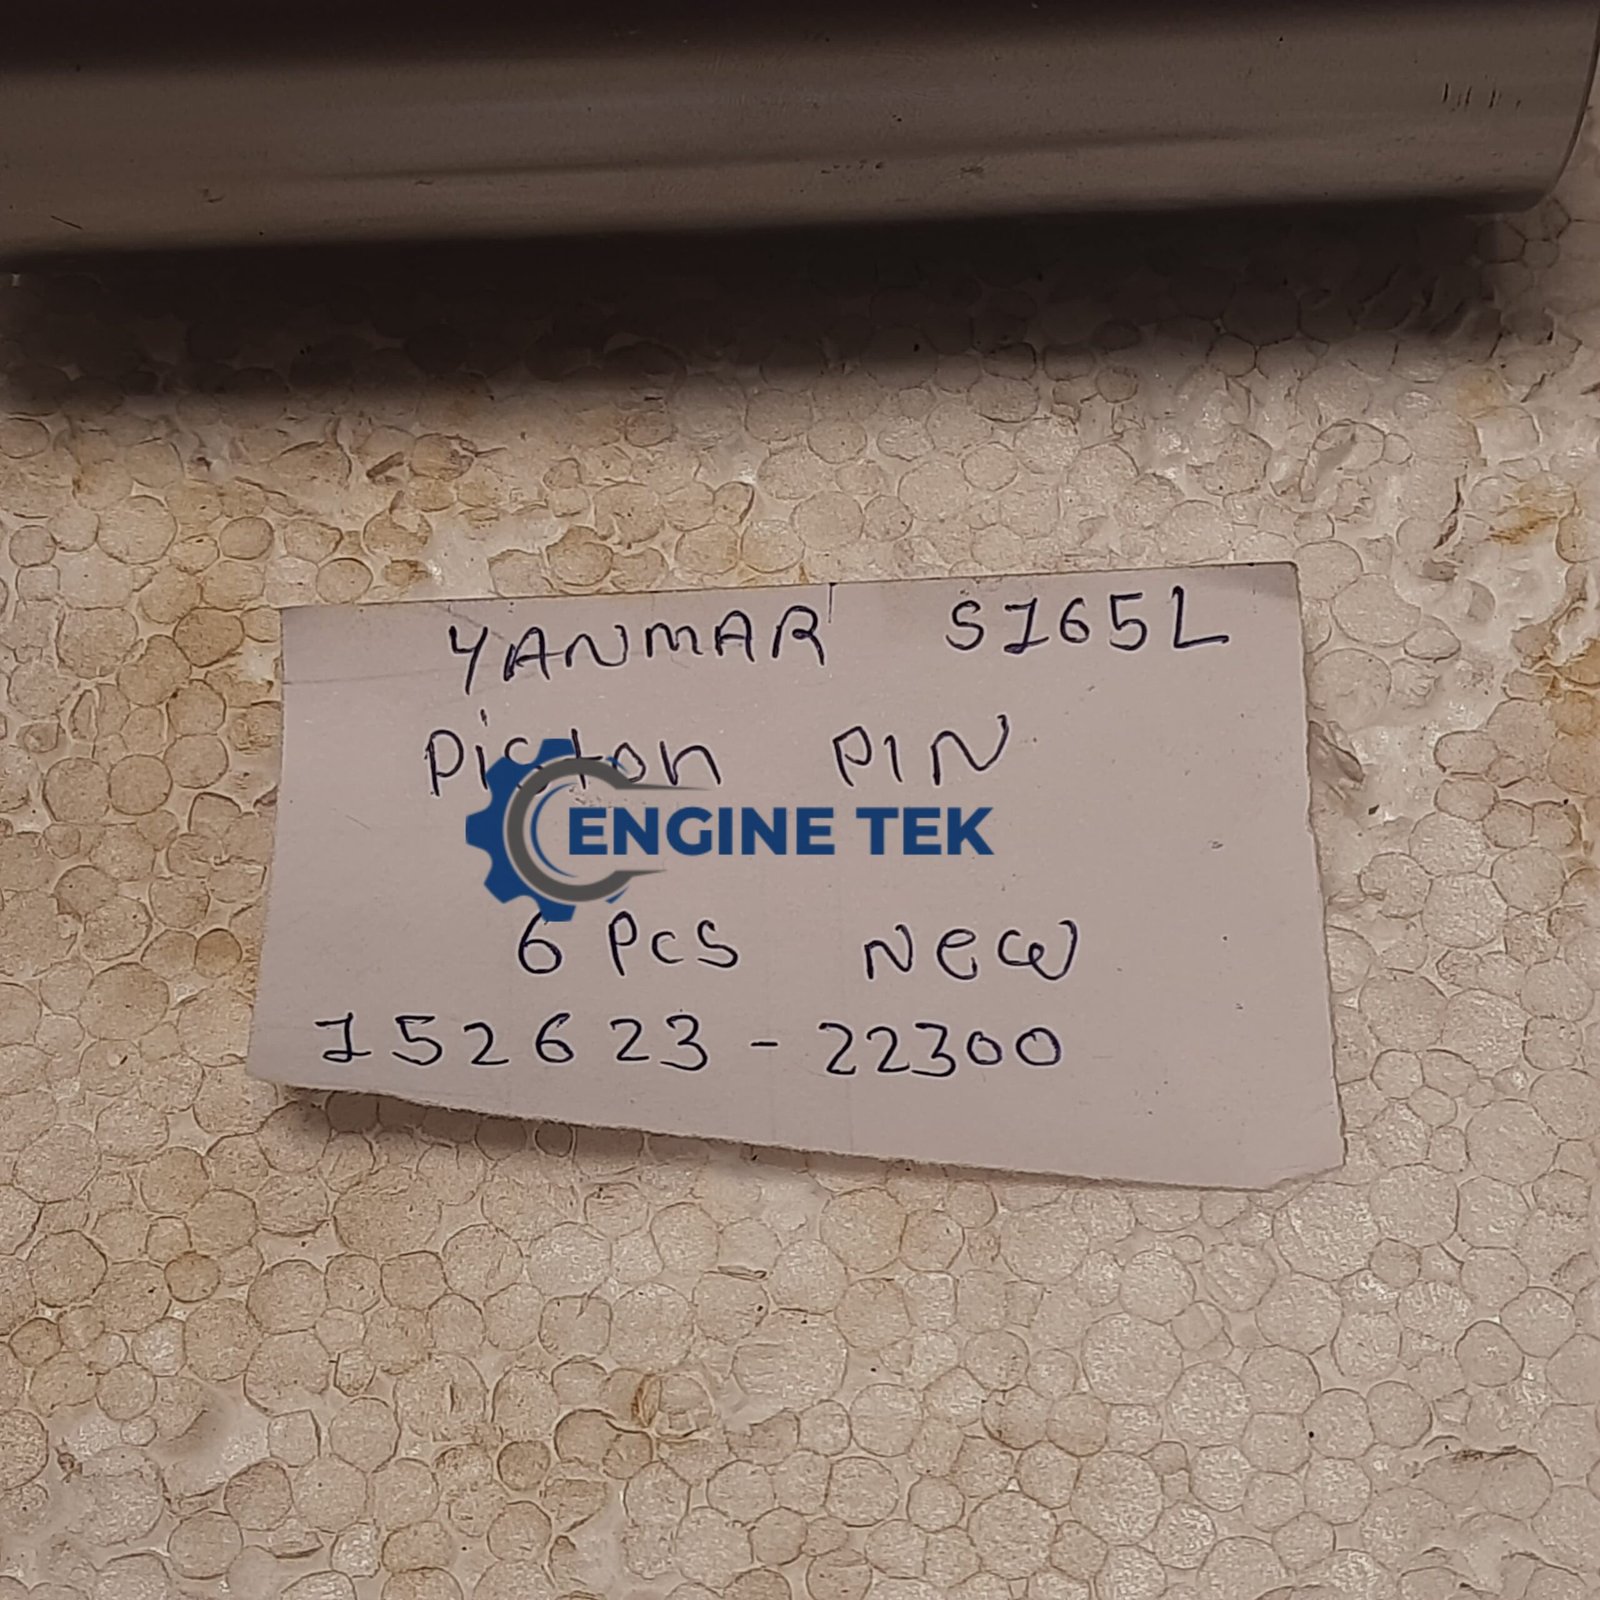 YANMAR S165L
Piston PIN
ENGINE TEK
6 Pcs New
152623-22300